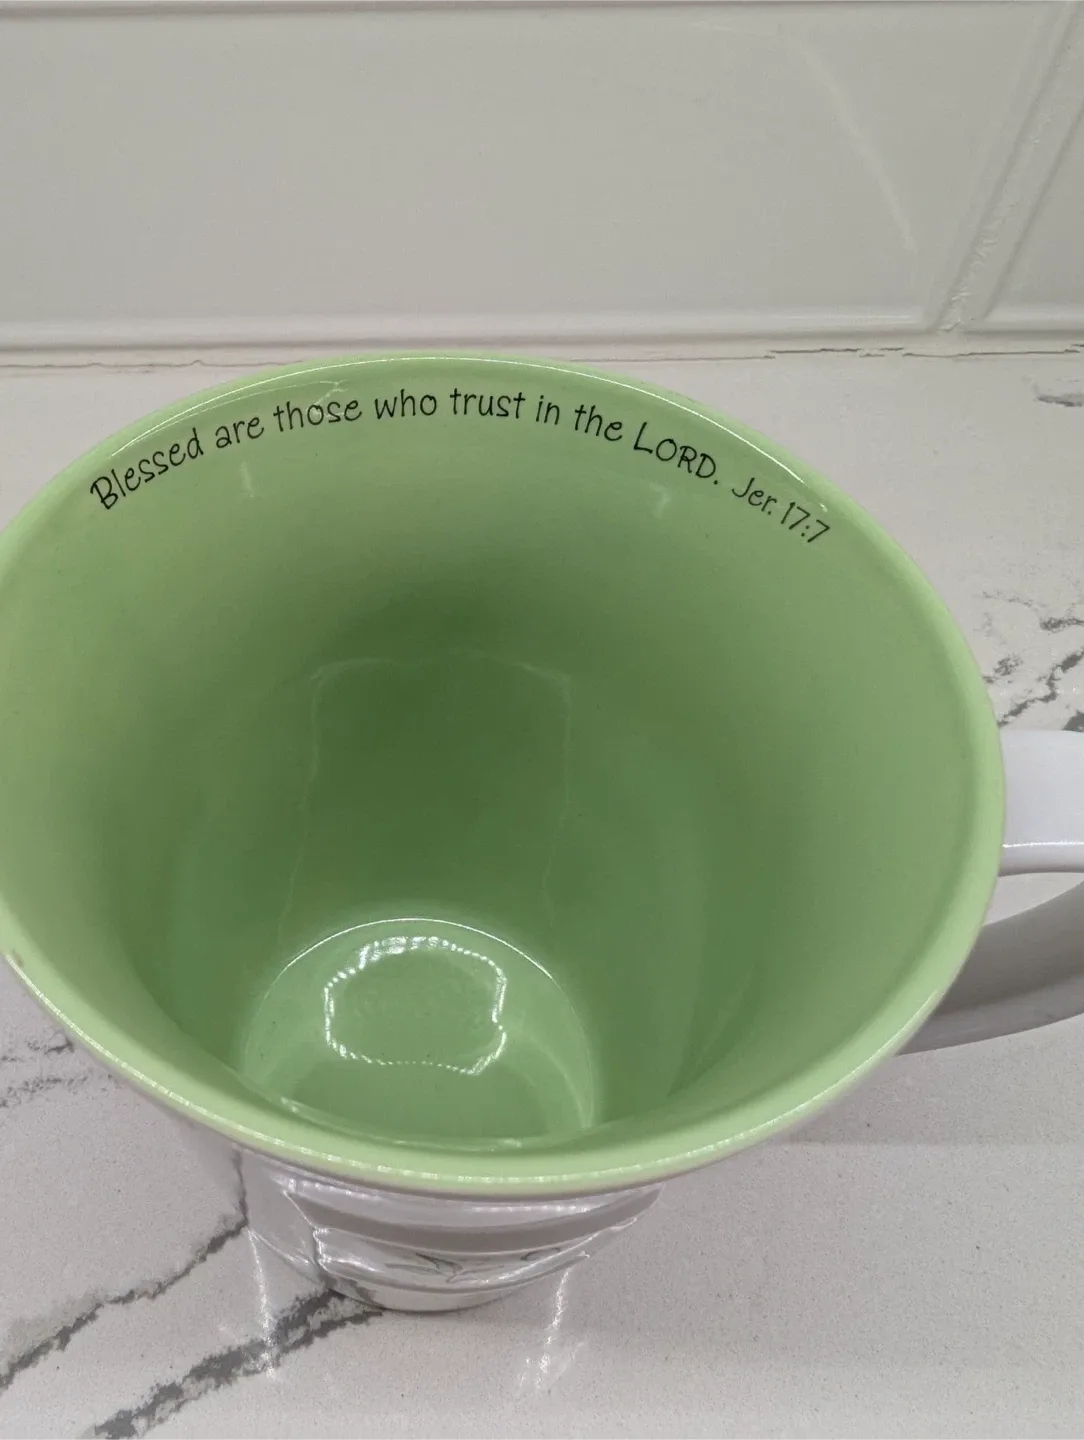 Blessed are those who trust in the LORD. Jer. 17:7